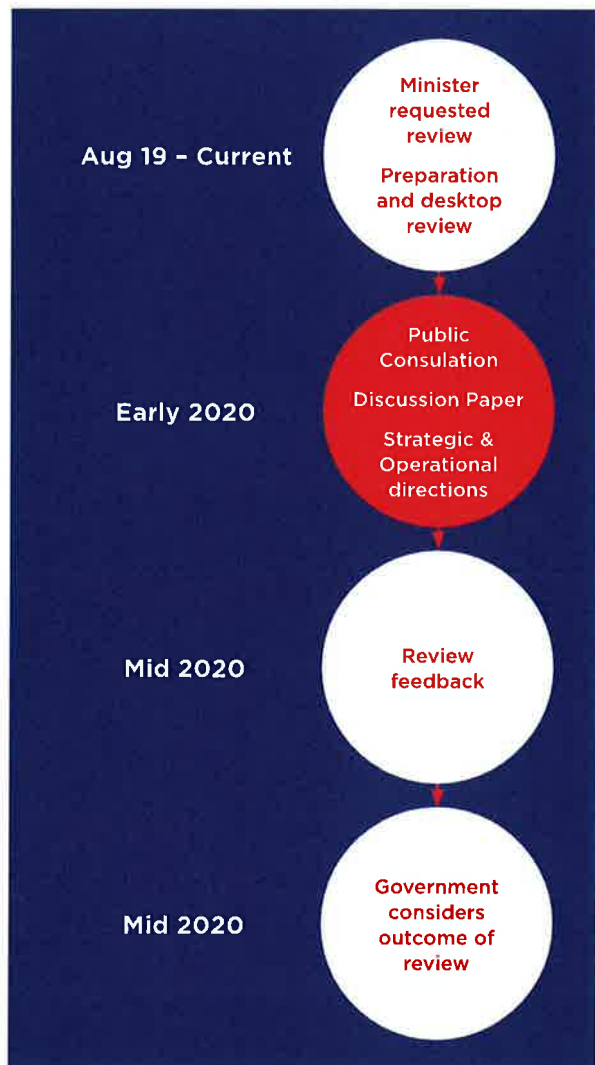 Aug 19 – Current
Minister
requested
review
Preparation
and desktop
review
Early 2020
Public
Consulation
Discussion Paper
Strategic &
Operational
directions
Mid 2020
Review
feedback
Mid 2020
Government
considers
outcome of
review